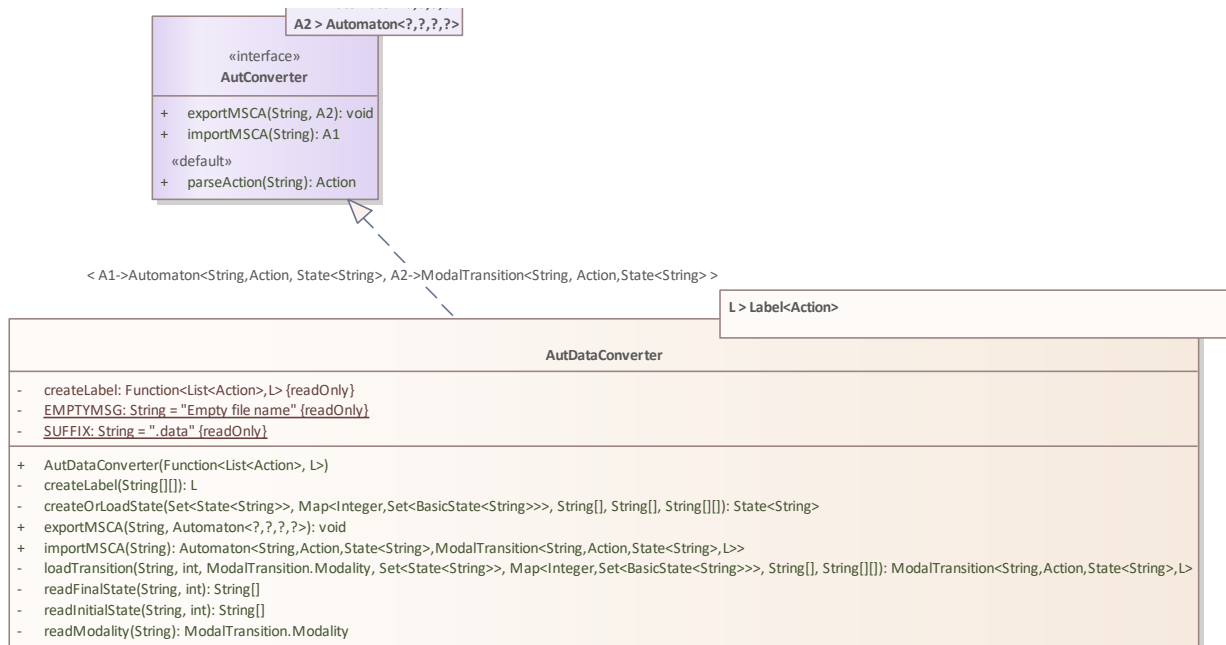 A2 > Automaton<?,?,?,?>
«interface»
AutConverter
+ exportMSCA(String, A2): void
+ importMSCA(String): A1
«default»
+ parseAction(String): Action
< A1->Automaton<String,Action, State<String>, A2->ModalTransition<String, Action,State<String> >
L > Label<Action>
AutDataConverter
- createLabel: Function<List<Action>,L> {readOnly}
- EMPTYMSG: String = "Empty file name" {readOnly}
- SUFFIX: String = ".data" {readOnly}
+ AutDataConverter(Function<List<Action>, L>)
- createLabel(String[][]): L
- createOrLoadState(Set<State<String>>, Map<Integer,Set<BasicState<String>>>, String[], String[], String[][]): State<String>
+ exportMSCA(String, Automaton<?,?,?,?>): void
+ importMSCA(String): Automaton<String,Action,State<String>,ModalTransition<String,Action,State<String>,L>>
- loadTransition(String, int, ModalTransition.Modality, Set<State<String>>, Map<Integer,Set<BasicState<String>>>, String[], String[][]): ModalTransition<String,Action,State<String>,L>
- readFinalState(String, int): String[]
- readInitialState(String, int): String[]
- readModality(String): ModalTransition.Modality